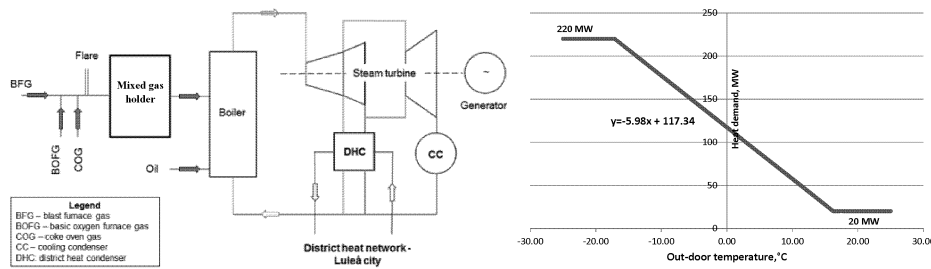 Flare
BFG
Mixed gas
holder
BOFG
COG
Oil
Boiler
Steam turbine
~
Generator
DHC
CC
Legend
BFG – blast furnace gas
BOFG – basic oxygen furnace gas
COG – coke oven gas
CC – cooling condenser
DHC: district heat condenser
District heat network -
Luleå city
250
200
150
100
50
0
220 MW
Heat demand, MW
y=-5.98x + 117.34
20 MW
-30.00 -20.00 -10.00 0.00 10.00 20.00 30.00
Out-door temperature,°C